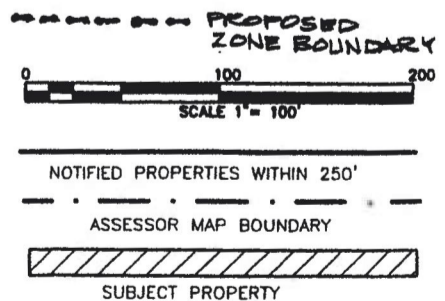 PROPOSED
ZONE BOUNDARY
0 100 200
SCALE 1"= 100'
NOTIFIED PROPERTIES WITHIN 250'
ASSESSOR MAP BOUNDARY
SUBJECT PROPERTY